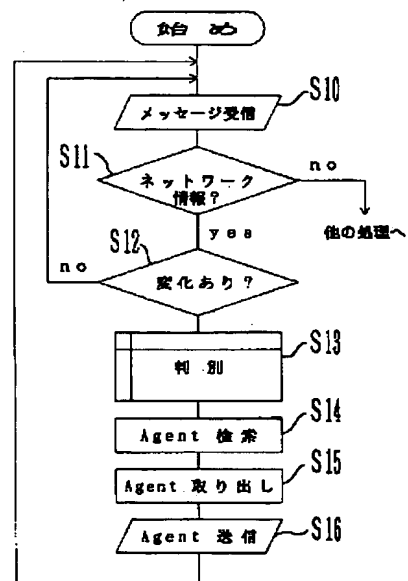 始め
S10
メッセージ受信
S11
ネットワーク
情報?
no
yes
他の処理へ
S12
no
変化あり?
S13
判別
S14
Agent 検索
S15
Agent 取り出し
S16
Agent 送信